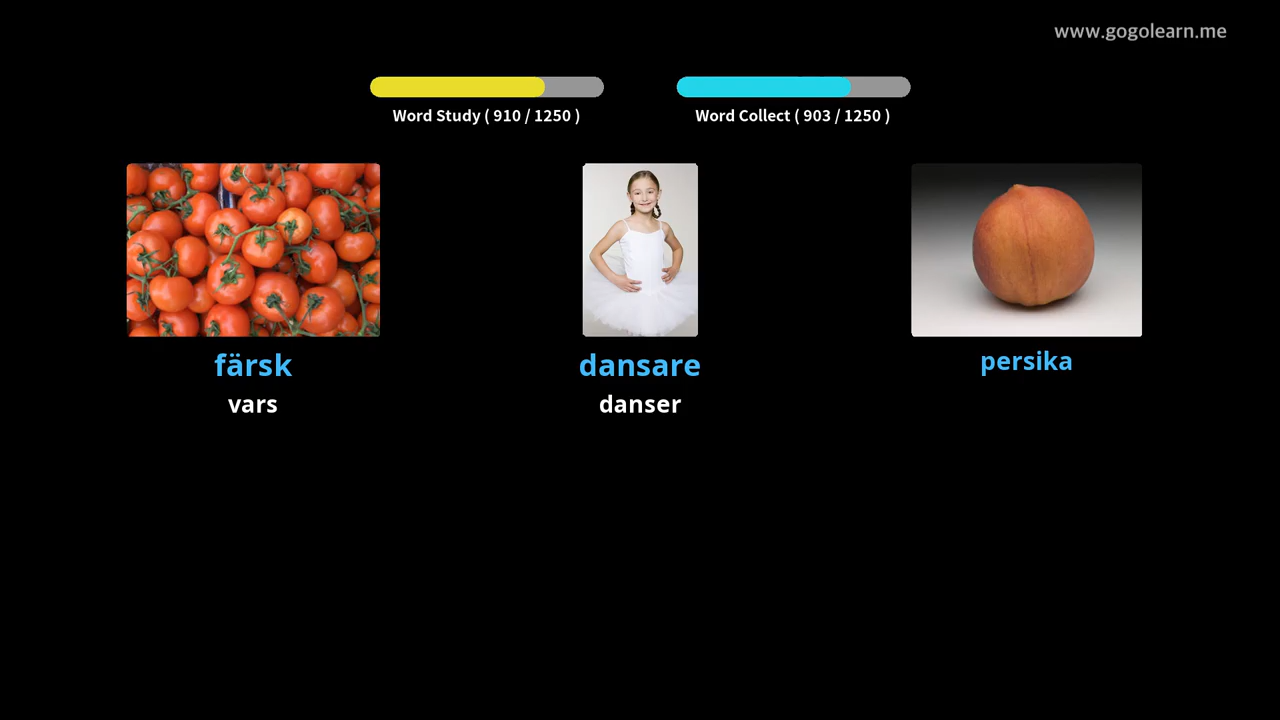 www.gogolearn.me
Word Study ( 910 / 1250 )
Word Collect ( 903 / 1250 )
färsk
dansare
persika
vars
danser